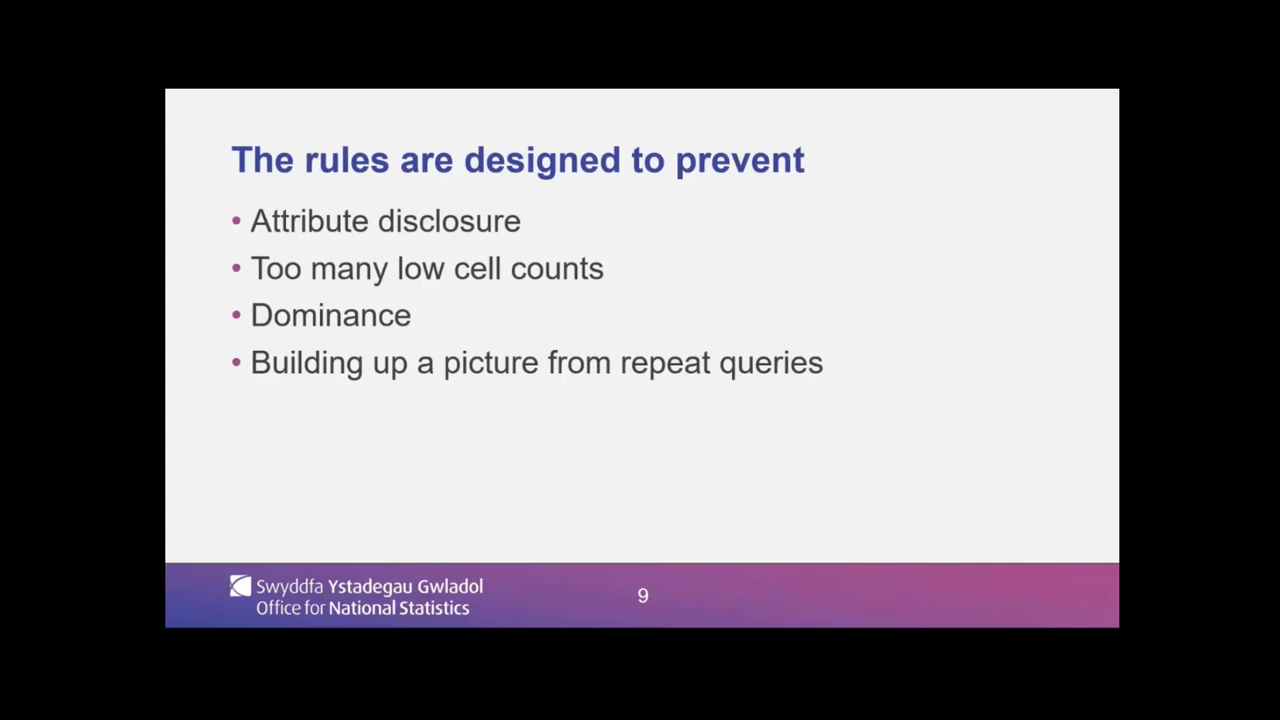 The rules are designed to prevent
• Attribute disclosure
• Too many low cell counts
• Dominance
• Building up a picture from repeat queries
Swyddfa Ystadegau Gwladol
Office for National Statistics
9